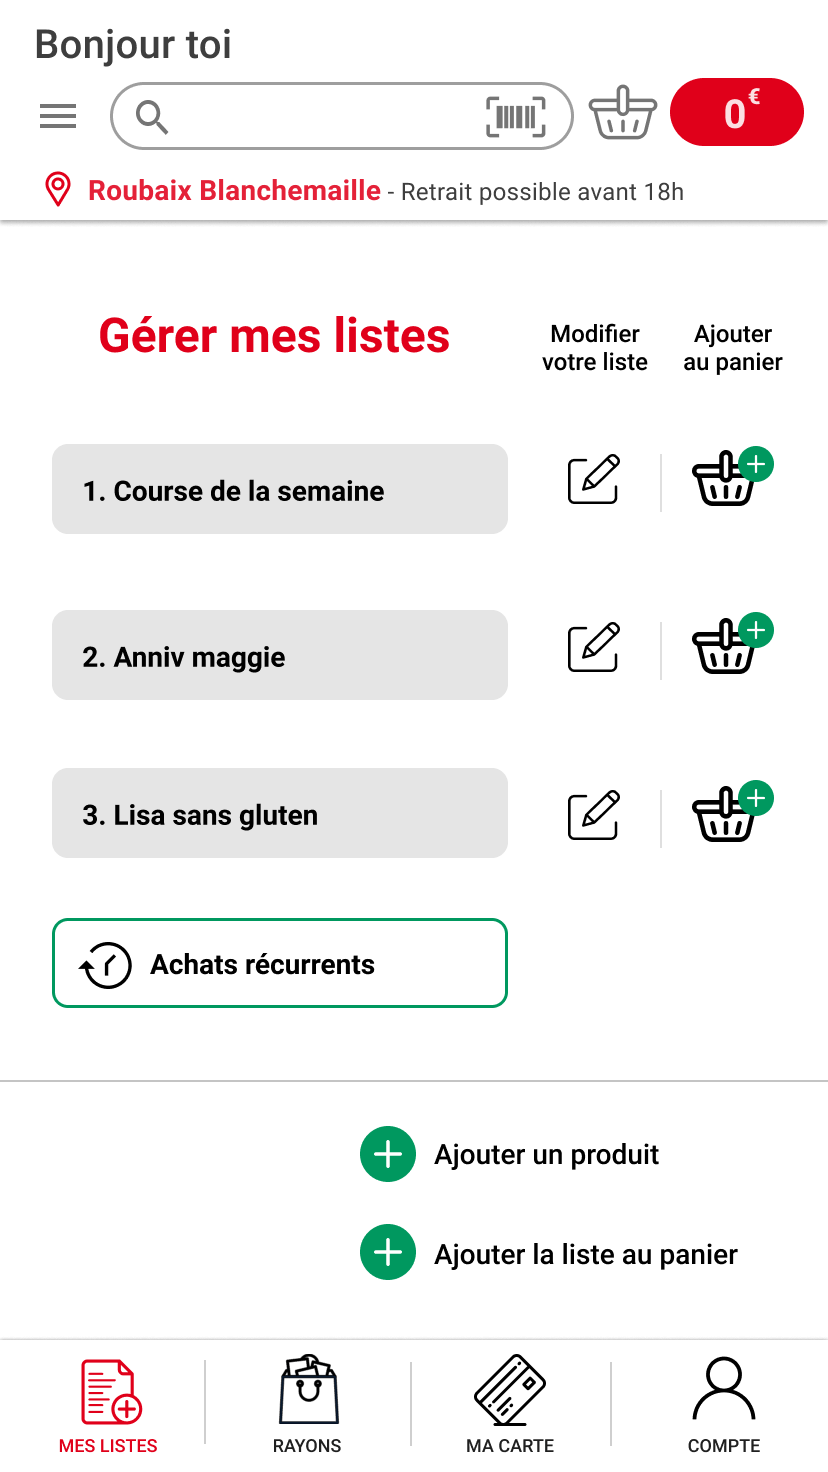 Bonjour toi
0 €
Roubaix Blanchemaille - Retrait possible avant 18h
Gérer mes listes
Modifier
votre liste
Ajouter
au panier
1. Course de la semaine
2. Anniv maggie
3. Lisa sans gluten
Achats récurrents
Ajouter un produit
Ajouter la liste au panier
MES LISTES
RAYONS
MA CARTE
COMPTE